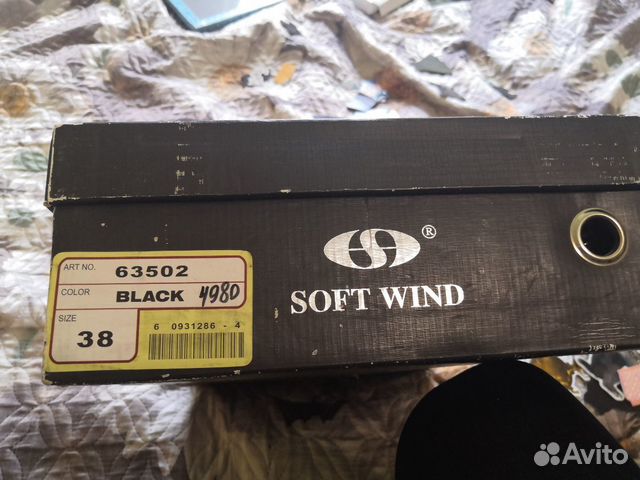 ART NO. 63502
COLOR BLACK 4980
SIZE 38
6 0931286 - 4
®
SOFT WIND
Avito